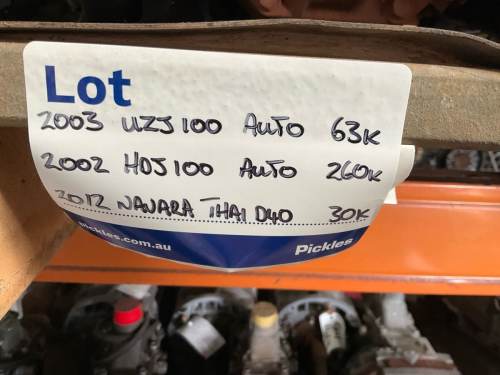 Lot
2003 UZJ100 AUTO 63K
2002 HDJ100 AUTO 260K
2012 NAVARA THAI D40 30K
pickles.com.au Pickles